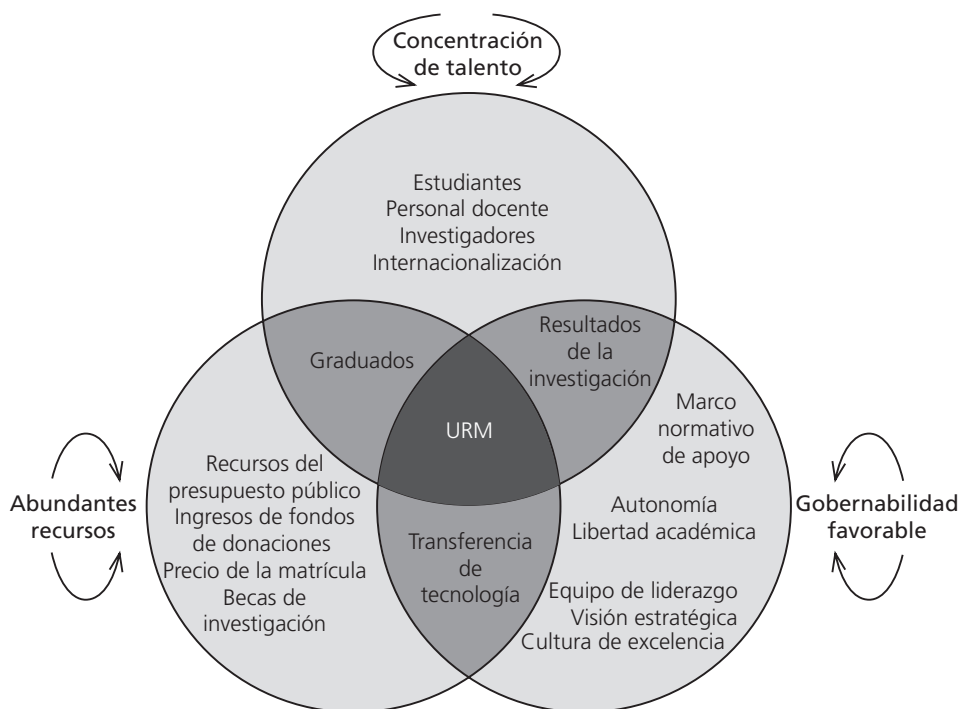 Concentración
de talento
Estudiantes
Personal docente
Investigadores
Internacionalización
Graduados
Resultados
de la
investigación
URM
Marco
normativo
de apoyo
Abundantes
recursos
Recursos del
presupuesto público
Ingresos de fondos
de donaciones
Precio de la matrícula
Becas de
investigación
Transferencia
de
tecnología
Autonomía
Libertad académica
Equipo de liderazgo
Visión estratégica
Cultura de excelencia
Gobernabilidad
favorable